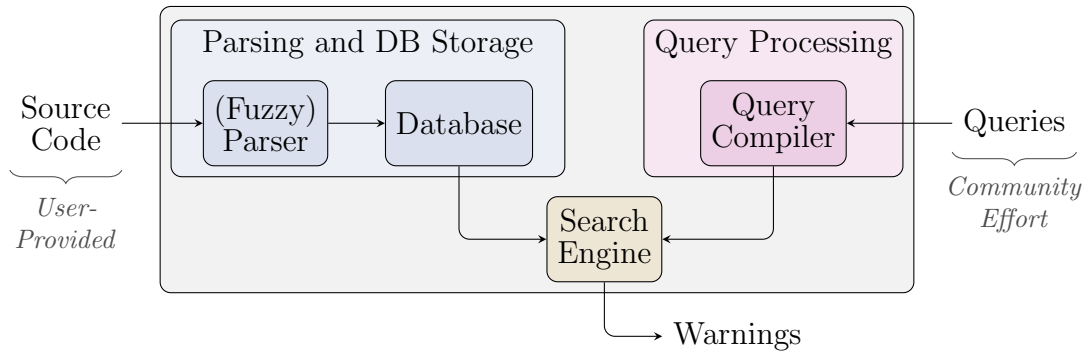 Parsing and DB Storage
Query Processing
Source
Code
(Fuzzy)
Parser
Database
Query
Compiler
Queries
User-
Provided
Community
Effort
Search
Engine
Warnings